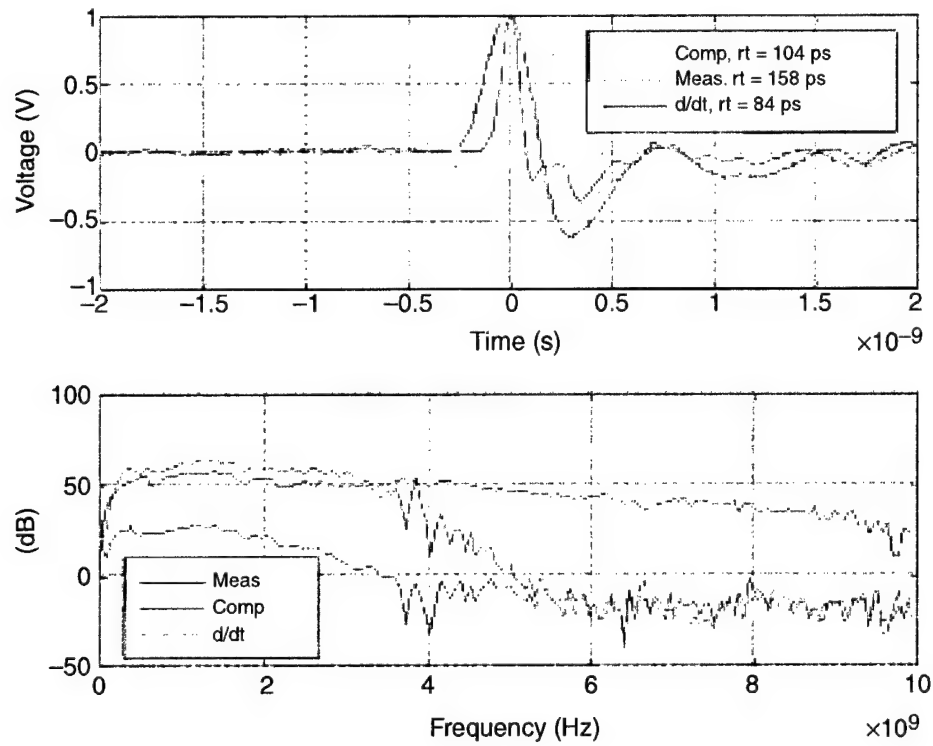 1
0.5
0
−0.5
−1
Voltage (V)
Comp, rt = 104 ps
Meas. rt = 158 ps
d/dt, rt = 84 ps
−2
−1.5
−1
−0.5
0
0.5
1
1.5
2
Time (s)
×10−9
100
50
0
−50
(dB)
Meas
Comp
d/dt
0
2
4
6
8
10
Frequency (Hz)
×109